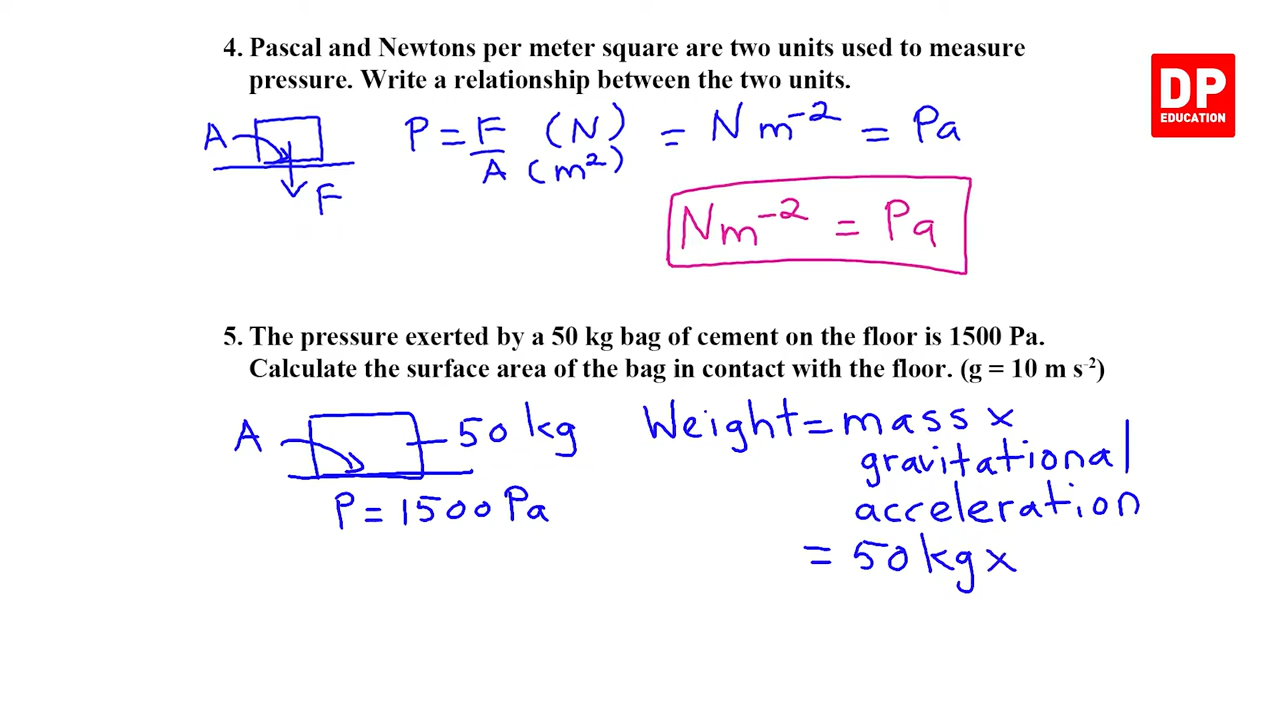 4. Pascal and Newtons per meter square are two units used to measure
pressure. Write a relationship between the two units.
DP
EDUCATION
A
F
P = F (N) = N m⁻² = Pa
A (m²)
Nm⁻² = Pa
5. The pressure exerted by a 50 kg bag of cement on the floor is 1500 Pa.
Calculate the surface area of the bag in contact with the floor. (g = 10 m s⁻²)
A
50 kg
P = 1500 Pa
Weight = mass x
gravitational
acceleration
= 50 kg x